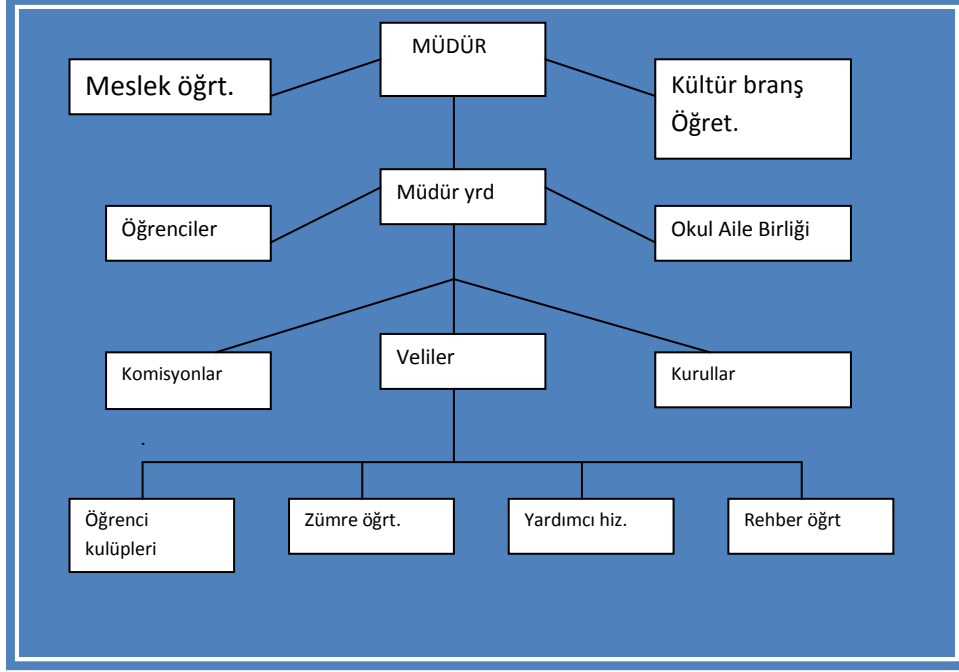 MÜDÜR
Meslek öğrt.
Kültür branş
Öğret.
Müdür yrd
Öğrenciler
Okul Aile Birliği
Komisyonlar
Veliler
Kurullar
.
Öğrenci
kulüpleri
Zümre öğrt.
Yardımcı hiz.
Rehber öğrt